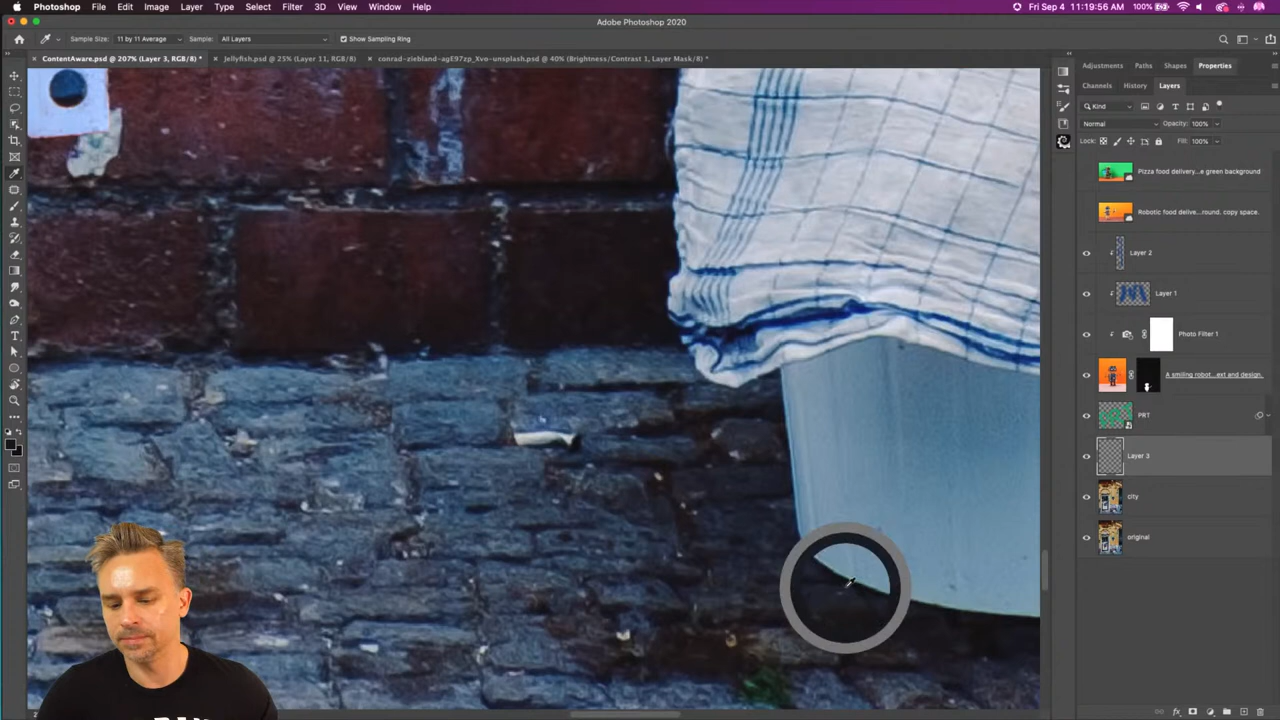 Photoshop File Edit Image Layer Type Select Filter 3D View Window Help 100% Fri Sep 4 11:19:56 AM
Adobe Photoshop 2020
Sample Size: 11 by 11 Average Sample: All Layers Show Sampling Ring
ContentAware.psd @ 207% (Layer 3, RGB/8) * Jellyfish.psd @ 25% (Layer 11, RGB/8) conrad-ziebland-agE97zp_Xvo-unsplash.psd @ 40% (Brightness/Contrast 1, Layer Mask/8) *
Adjustments Paths Shapes Properties
Channels History Layers
Kind
Normal Opacity: 100%
Lock: Fill: 100%
Pizza food delivery...e green background
Robotic food delive...round, copy space.
Layer 2
Layer 1
Photo Filter 1
A smiling robot...ext and design.
PRT
Layer 3
city
original